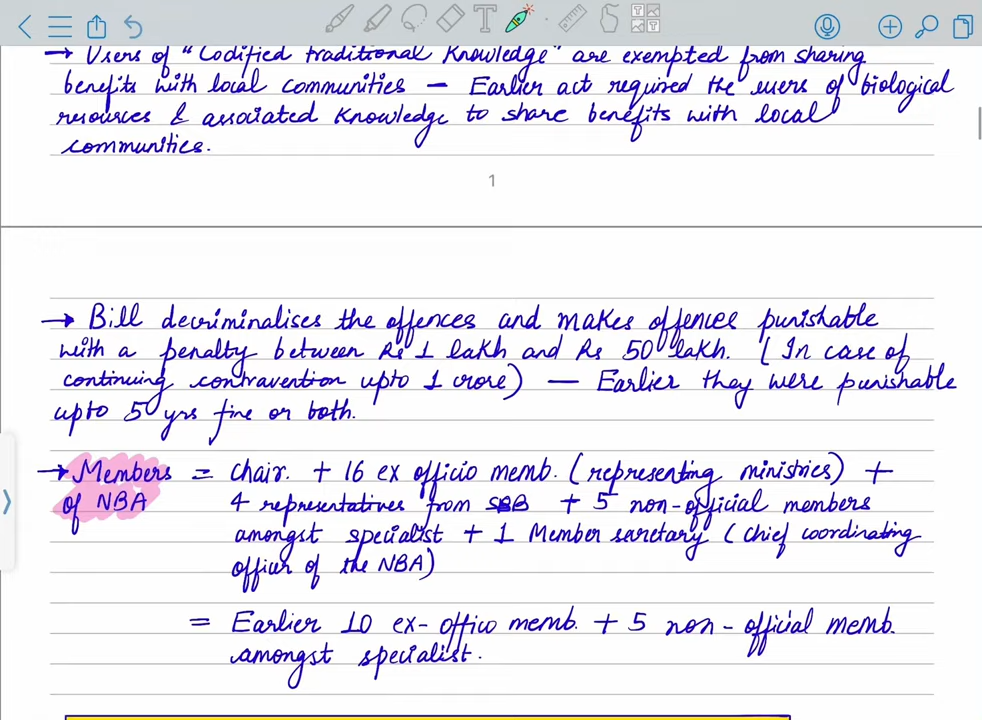 → Users of "Codified traditional Knowledge" are exempted from sharing
benefits with local communities — Earlier act required the users of biological
resources & associated knowledge to share benefits with local
communities.
1
→ Bill decriminalises the offences and makes offences punishable
with a penalty between Rs 1 lakh and Rs 50 lakh. (In case of
continuing contravention upto 1 crore) — Earlier they were punishable
upto 5 yrs fine or both.
→ Members = Chair. + 16 ex officio memb. (representing ministries) +
of NBA 4 representatives from SBB + 5 non-official members
amongst specialist + 1 Member secretary (chief coordinating
officer of the NBA)
= Earlier 10 ex-offico memb. + 5 non-official memb.
amongst specialist.